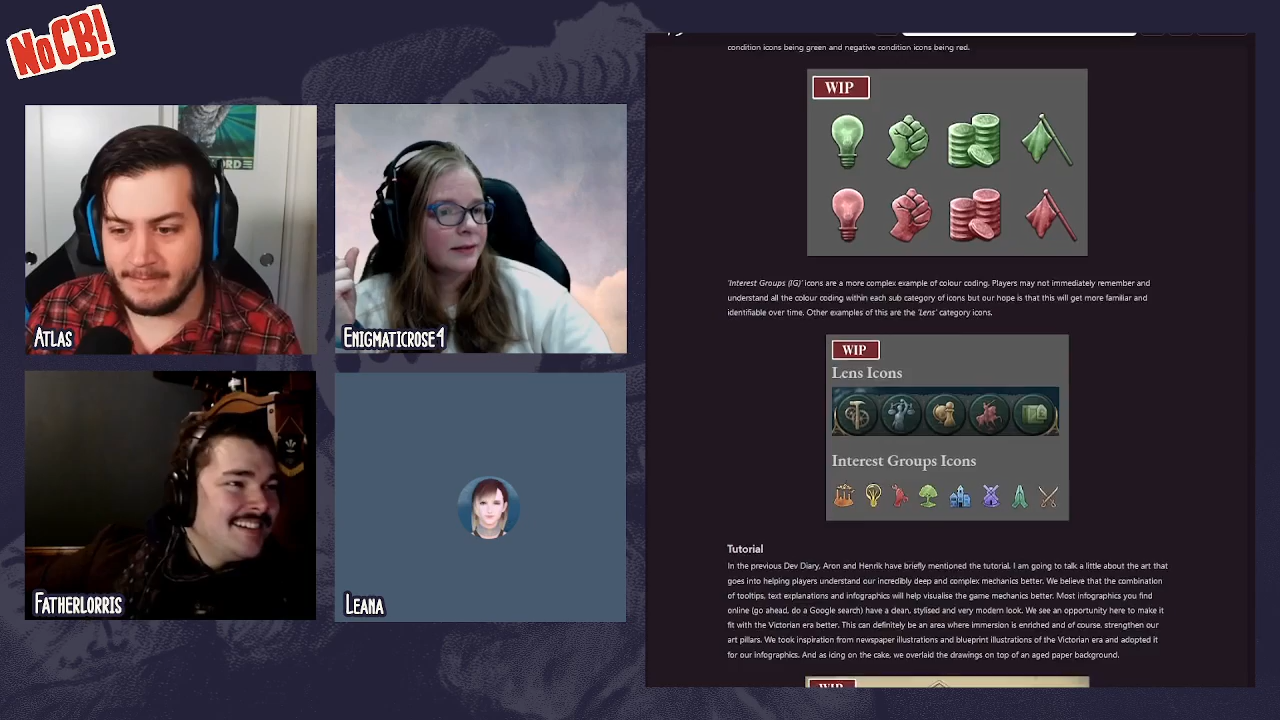 NoCB!
ORD
Atlas
Enigmaticrose4
Fatherlorris
Leana
condition icons being green and negative condition icons being red.
WIP
'Interest Groups (IG)' icons are a more complex example of colour coding. Players may not immediately remember and
understand all the colour coding within each sub category of icons but our hope is that this will get more familiar and
identifiable over time. Other examples of this are the 'Lens' category icons.
WIP
Lens Icons
Interest Groups Icons
Tutorial
In the previous Dev Diary, Aron and Henrik have briefly mentioned the tutorial. I am going to talk a little about the art that
goes into helping players understand our incredibly deep and complex mechanics better. We believe that the combination
of tooltips, text explanations and infographics will help visualise the game mechanics better. Most infographics you find
online (go ahead, do a Google search) have a clean, stylised and very modern look. We see an opportunity here to make it
fit with the Victorian era better. This can definitely be an area where immersion is enriched and of course, strengthen our
art pillars. We took inspiration from newspaper illustrations and blueprint illustrations of the Victorian era and adopted it
for our infographics. And as icing on the cake, we overlaid the drawings on top of an aged paper background.
WIP